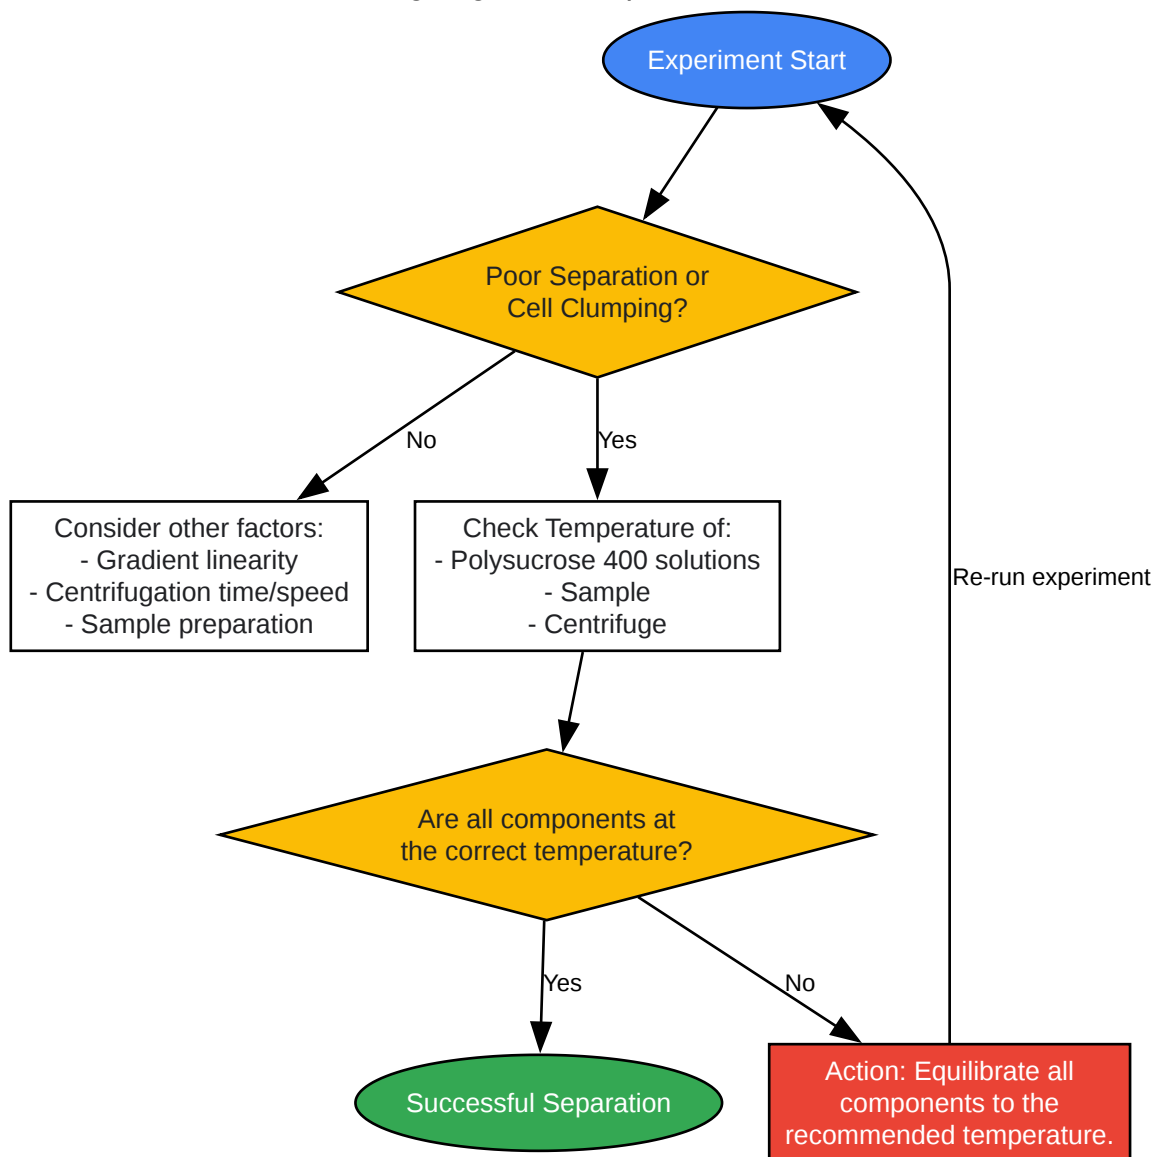 Experiment Start
Poor Separation or
Cell Clumping?
No
Yes
Consider other factors:
- Gradient linearity
- Centrifugation time/speed
- Sample preparation
Check Temperature of:
- Polysucrose 400 solutions
- Sample
- Centrifuge
Re-run experiment
Are all components at
the correct temperature?
Yes
No
Successful Separation
Action: Equilibrate all
components to the
recommended temperature.